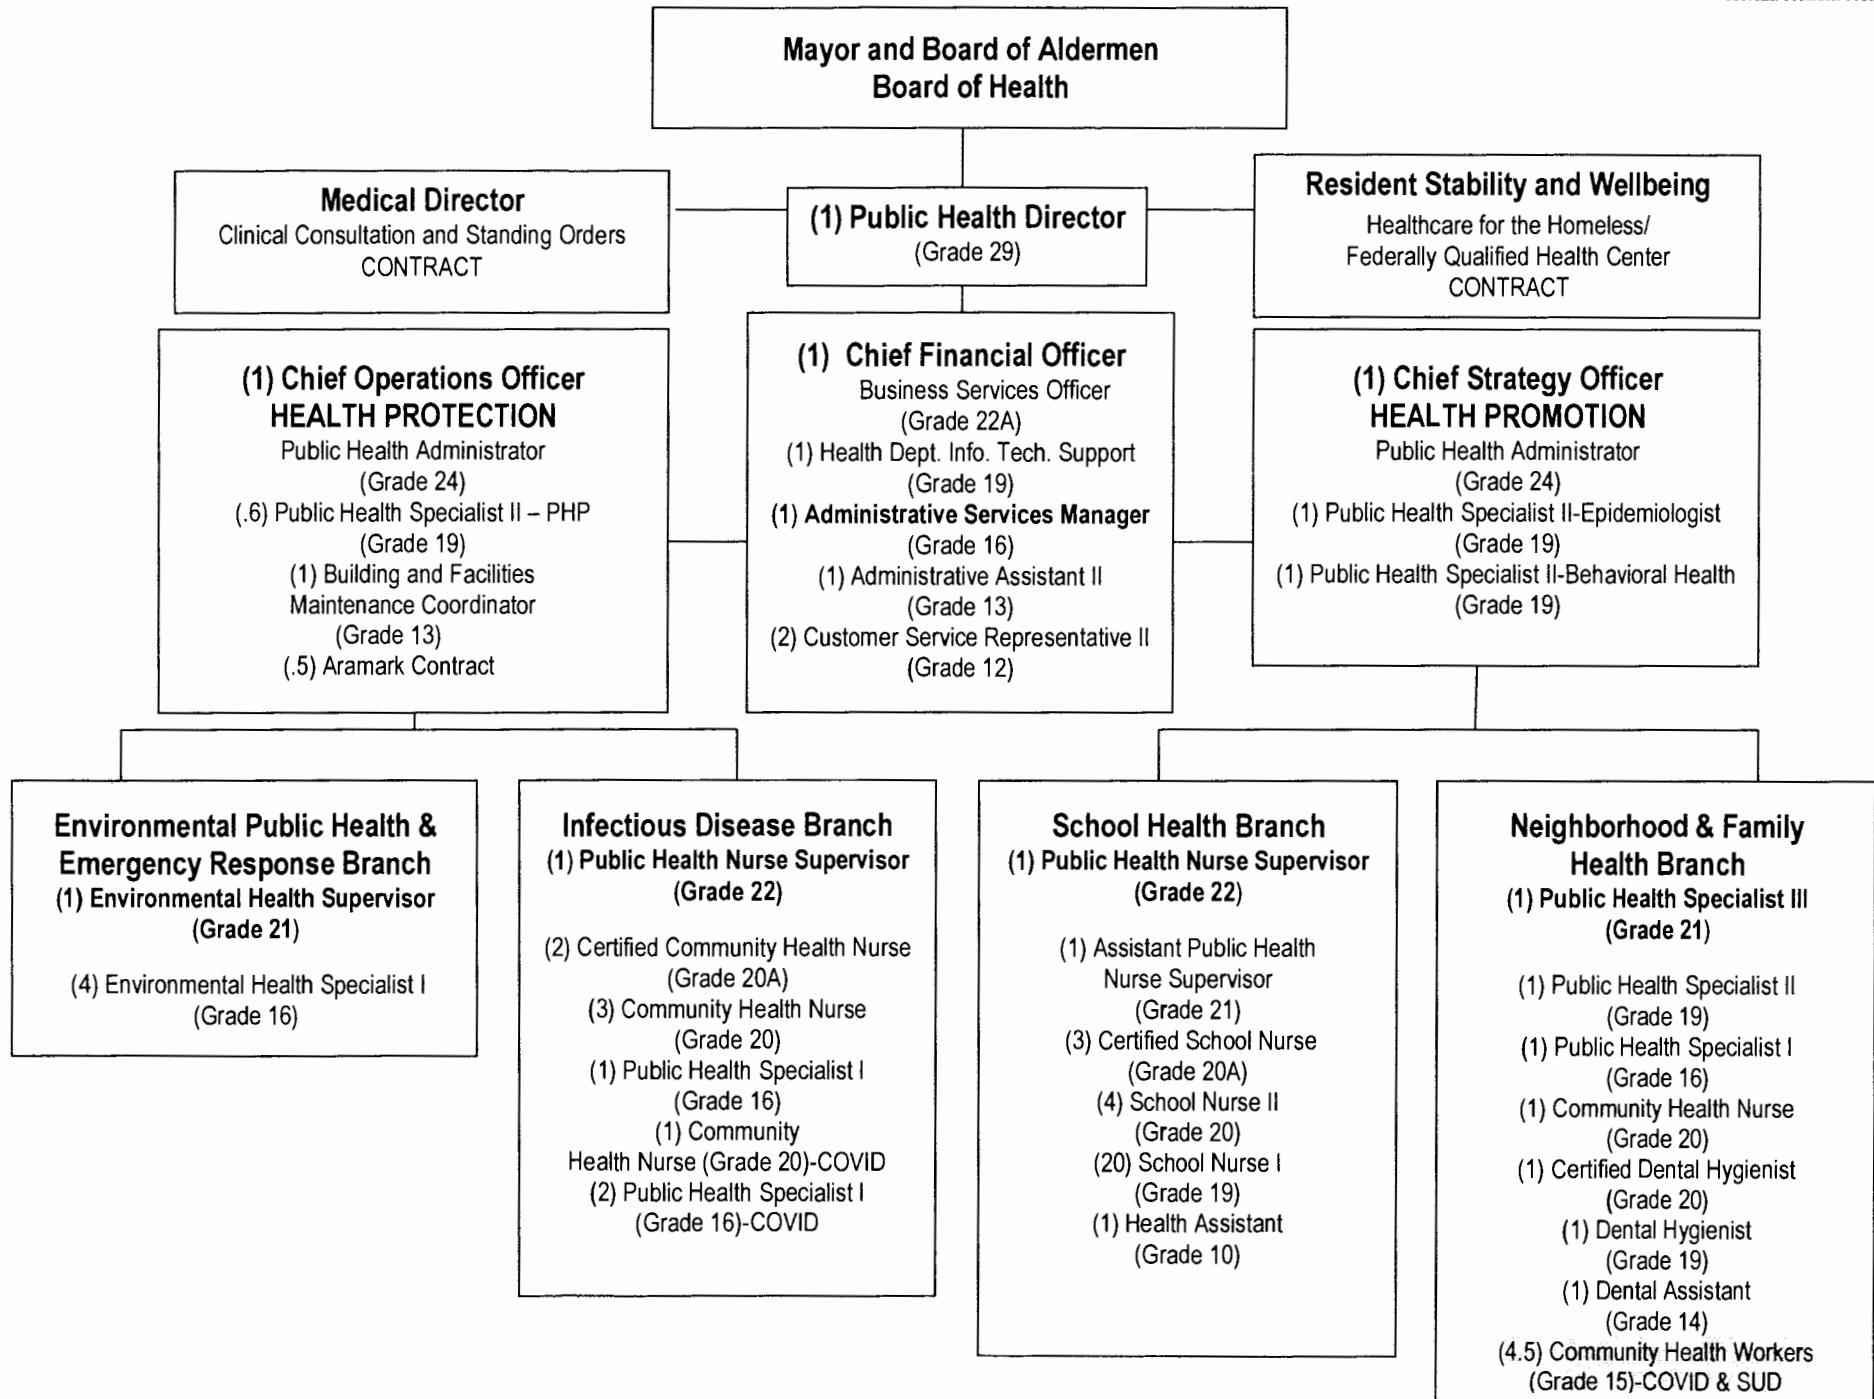 Mayor and Board of Aldermen
Board of Health
Medical Director
Clinical Consultation and Standing Orders
CONTRACT
(1) Public Health Director
(Grade 29)
Resident Stability and Wellbeing
Healthcare for the Homeless/
Federally Qualified Health Center
CONTRACT
(1) Chief Operations Officer
HEALTH PROTECTION
Public Health Administrator
(Grade 24)
(.6) Public Health Specialist II – PHP
(Grade 19)
(1) Building and Facilities
Maintenance Coordinator
(Grade 13)
(.5) Aramark Contract
(1) Chief Financial Officer
Business Services Officer
(Grade 22A)
(1) Health Dept. Info. Tech. Support
(Grade 19)
(1) Administrative Services Manager
(Grade 16)
(1) Administrative Assistant II
(Grade 13)
(2) Customer Service Representative II
(Grade 12)
(1) Chief Strategy Officer
HEALTH PROMOTION
Public Health Administrator
(Grade 24)
(1) Public Health Specialist II-Epidemiologist
(Grade 19)
(1) Public Health Specialist II-Behavioral Health
(Grade 19)
Environmental Public Health &
Emergency Response Branch
(1) Environmental Health Supervisor
(Grade 21)
(4) Environmental Health Specialist I
(Grade 16)
Infectious Disease Branch
(1) Public Health Nurse Supervisor
(Grade 22)
(2) Certified Community Health Nurse
(Grade 20A)
(3) Community Health Nurse
(Grade 20)
(1) Public Health Specialist I
(Grade 16)
(1) Community
Health Nurse (Grade 20)-COVID
(2) Public Health Specialist I
(Grade 16)-COVID
School Health Branch
(1) Public Health Nurse Supervisor
(Grade 22)
(1) Assistant Public Health
Nurse Supervisor
(Grade 21)
(3) Certified School Nurse
(Grade 20A)
(4) School Nurse II
(Grade 20)
(20) School Nurse I
(Grade 19)
(1) Health Assistant
(Grade 10)
Neighborhood & Family
Health Branch
(1) Public Health Specialist III
(Grade 21)
(1) Public Health Specialist II
(Grade 19)
(1) Public Health Specialist I
(Grade 16)
(1) Community Health Nurse
(Grade 20)
(1) Certified Dental Hygienist
(Grade 20)
(1) Dental Hygienist
(Grade 19)
(1) Dental Assistant
(Grade 14)
(4.5) Community Health Workers
(Grade 15)-COVID & SUD